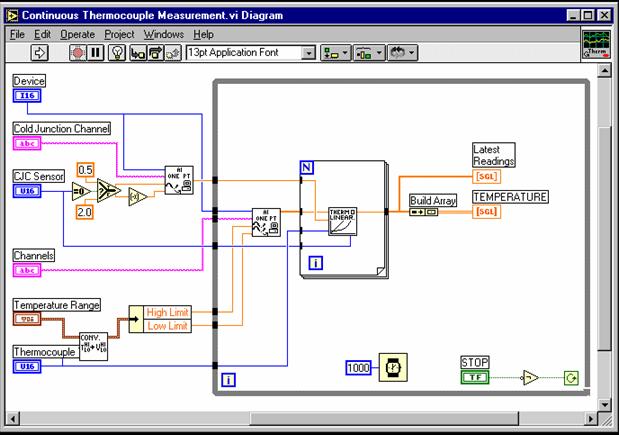 Continuous Thermocouple Measurement.vi Diagram
File Edit Operate Project Windows Help
13pt Application Font
Therm
Device
I16
Cold Junction Channel
abc
CJC Sensor
U16
=0
?
0.5
2.0
AI
ONE PT
AI
ONE PT
N
THERMO
LINEAR.
i
Latest
Readings
[SGL]
Build Array
TEMPERATURE
[SGL]
Channels
abc
Temperature Range
High Limit
Low Limit
CONV.
Thermocouple
U16
i
1000
STOP
TF